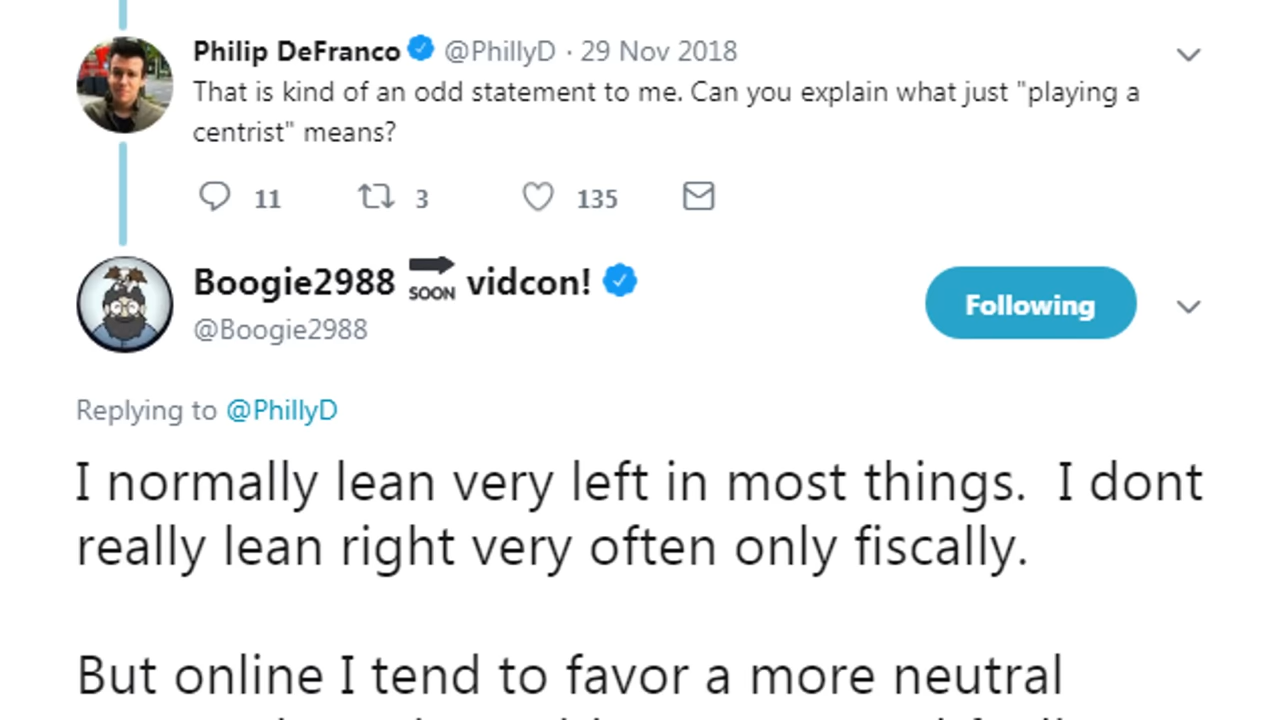 Philip DeFranco @PhillyD · 29 Nov 2018
That is kind of an odd statement to me. Can you explain what just "playing a
centrist" means?
11 3 135
Boogie2988 SOON vidcon!
Following
@Boogie2988
Replying to @PhillyD
I normally lean very left in most things. I dont
really lean right very often only fiscally.
But online I tend to favor a more neutral